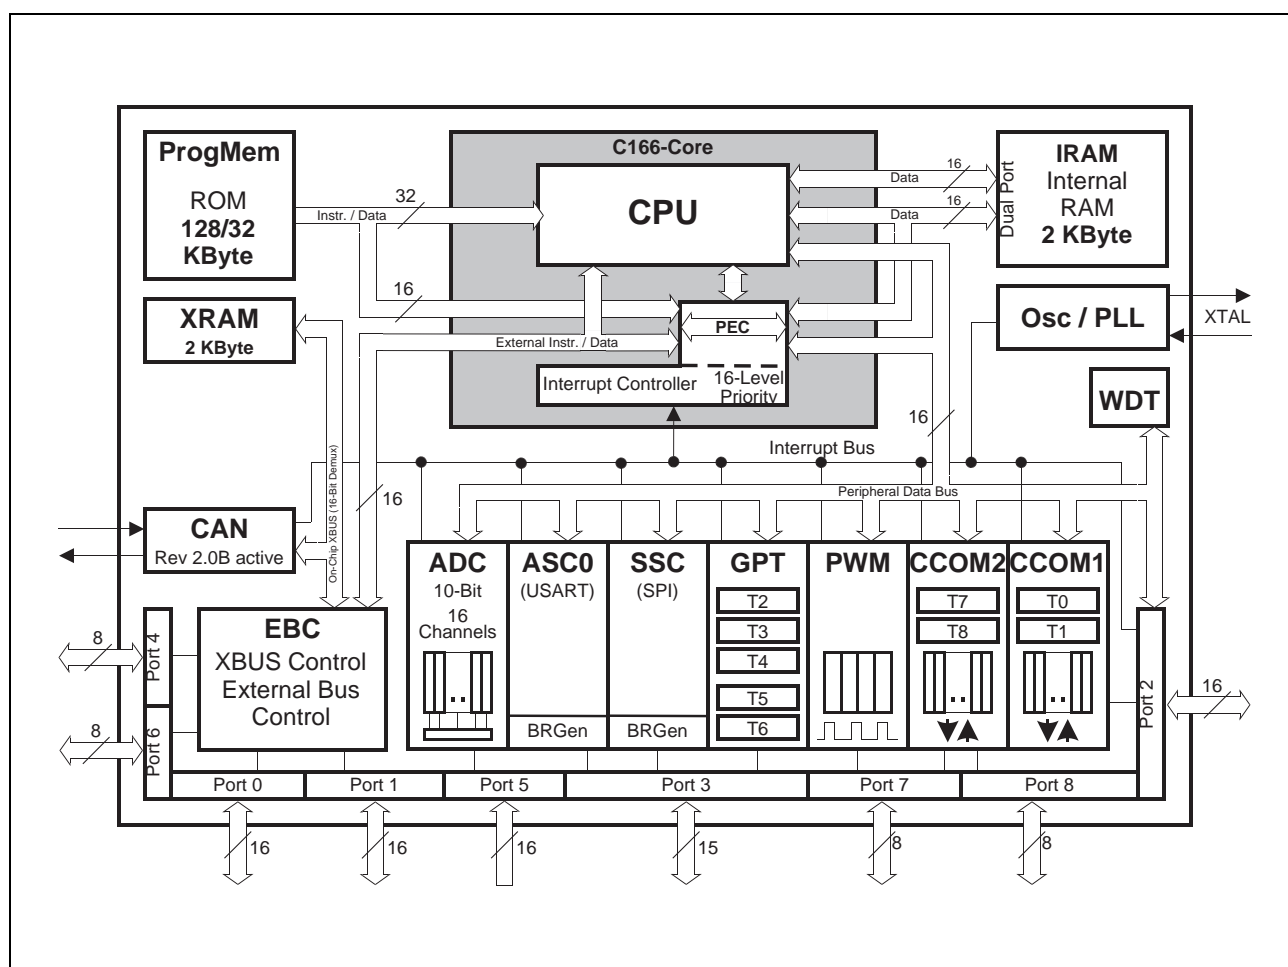 C166-Core
ProgMem
ROM
128/32
KByte
32
Instr. / Data
CPU
16
Data
16
Data
Dual Port
IRAM
Internal
RAM
2 KByte
XRAM
2 KByte
16
PEC
External Instr. / Data
Interrupt Controller
16-Level
Priority
Osc / PLL
XTAL
WDT
16
Interrupt Bus
Peripheral Data Bus
On-Chip XBUS (16-Bit Demux)
16
CAN
Rev 2.0B active
EBC
XBUS Control
External Bus
Control
ADC
10-Bit
16
Channels
ASC0
(USART)
BRGen
SSC
(SPI)
BRGen
GPT
T2
T3
T4
T5
T6
PWM
CCOM2
T7
T8
CCOM1
T0
T1
8
Port 4
8
Port 6
Port 2
16
Port 0
Port 1
Port 5
Port 3
Port 7
Port 8
16
16
16
15
8
8